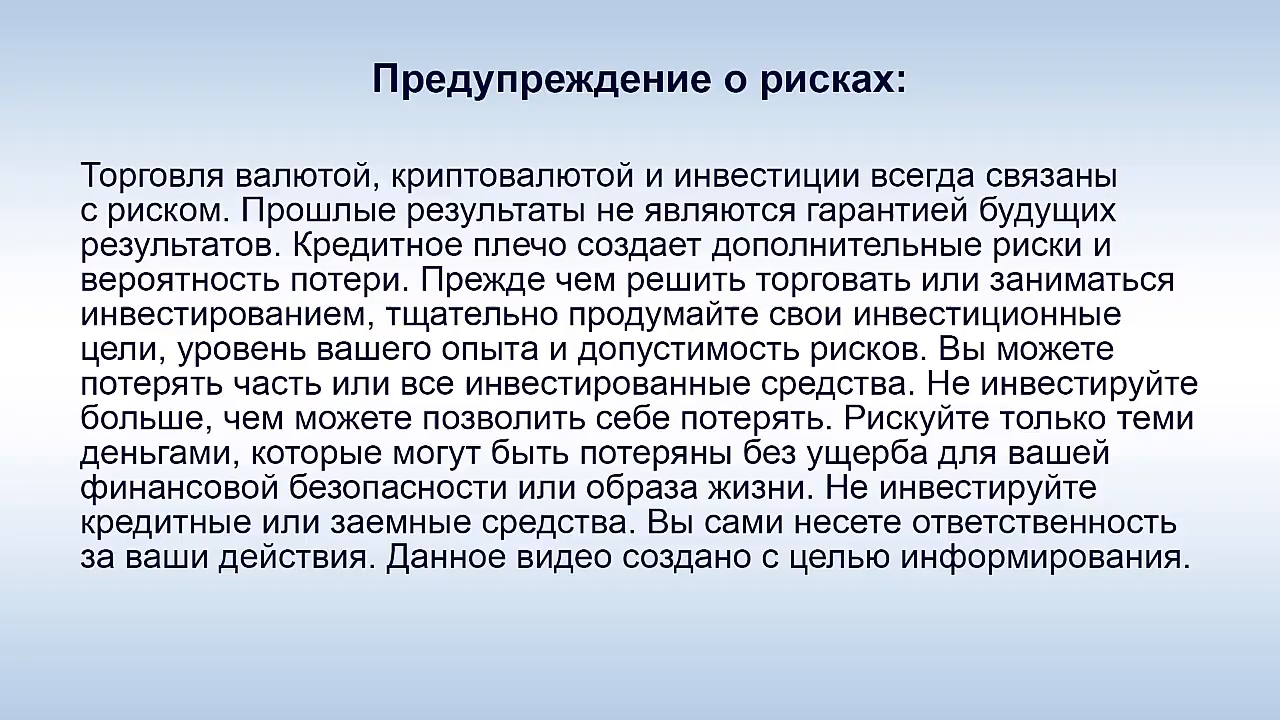 Предупреждение о рисках:
Торговля валютой, криптовалютой и инвестиции всегда связаны
с риском. Прошлые результаты не являются гарантией будущих
результатов. Кредитное плечо создает дополнительные риски и
вероятность потери. Прежде чем решить торговать или заниматься
инвестированием, тщательно продумайте свои инвестиционные
цели, уровень вашего опыта и допустимость рисков. Вы можете
потерять часть или все инвестированные средства. Не инвестируйте
больше, чем можете позволить себе потерять. Рискуйте только теми
деньгами, которые могут быть потеряны без ущерба для вашей
финансовой безопасности или образа жизни. Не инвестируйте
кредитные или заемные средства. Вы сами несете ответственность
за ваши действия. Данное видео создано с целью информирования.